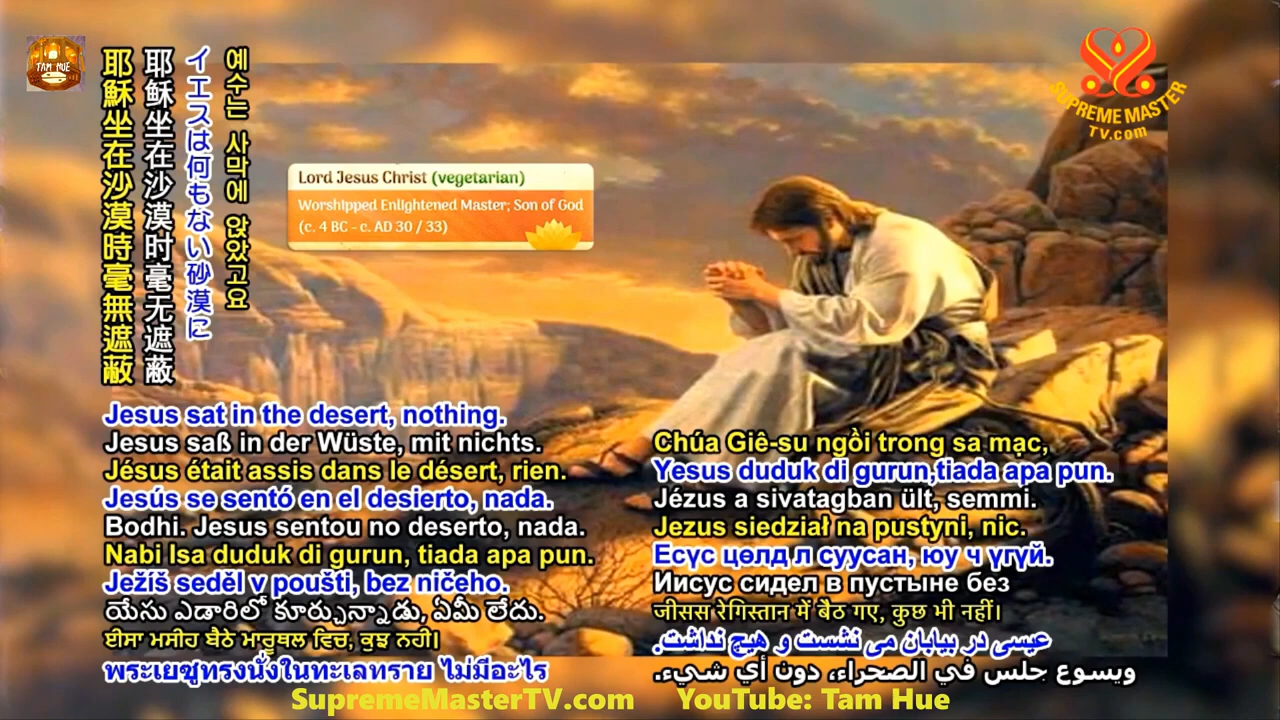 TAM HUE
SUPREME MASTER
TV.com
耶穌坐在沙漠時毫無遮蔽
耶稣坐在沙漠时毫无遮蔽
イエスは何もない砂漠に
예수는 사막에 앉았고요
Lord Jesus Christ (vegetarian)
Worshipped Enlightened Master; Son of God
(c. 4 BC - c. AD 30 / 33)
Jesus sat in the desert, nothing.
Jesus saß in der Wüste, mit nichts.
Jésus était assis dans le désert, rien.
Jesús se sentó en el desierto, nada.
Bodhi. Jesus sentou no deserto, nada.
Nabi Isa duduk di gurun, tiada apa pun.
Ježíš seděl v poušti, bez ničeho.
యేసు ఎడారిలో కూర్చున్నాడు, ఏమీ లేదు.
ਈਸਾ ਮਸੀਹ ਬੈਠੇ ਮਾਰੂਥਲ ਵਿਚ, ਕੁਝ ਨਹੀ।
พระเยซูทรงนั่งในทะเลทราย ไม่มีอะไร
Chúa Giê-su ngồi trong sa mạc,
Yesus duduk di gurun,tiada apa pun.
Jézus a sivatagban ült, semmi.
Jezus siedział na pustyni, nic.
Есүс цөлд л суусан, юу ч үгүй.
Иисус сидел в пустыне без
जीसस रेगिस्तान में बैठ गए, कुछ भी नहीं।
عیسی در بیابان می نشست و هیچ نداشت.
ويسوع جلس في الصحراء، دون أي شيء.
SupremeMasterTV.com
YouTube: Tam Hue